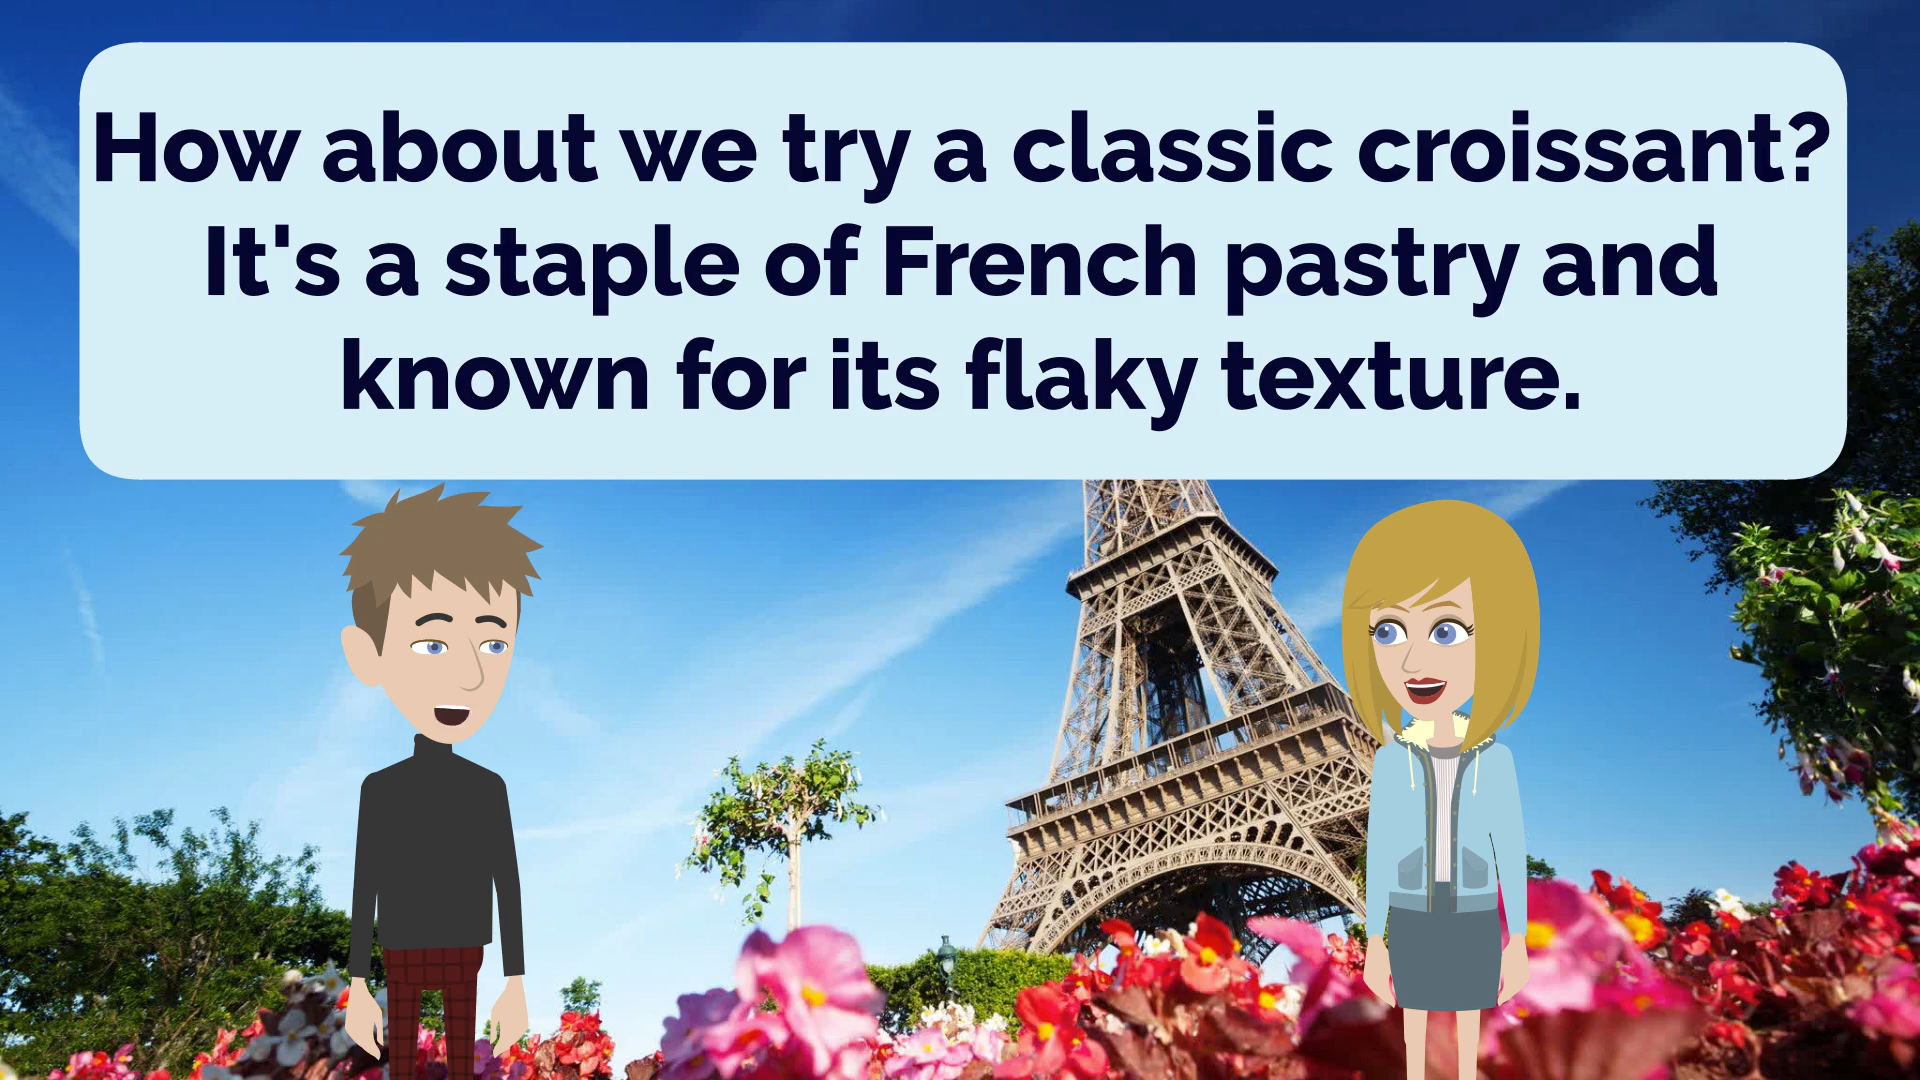 How about we try a classic croissant?
It's a staple of French pastry and
known for its flaky texture.